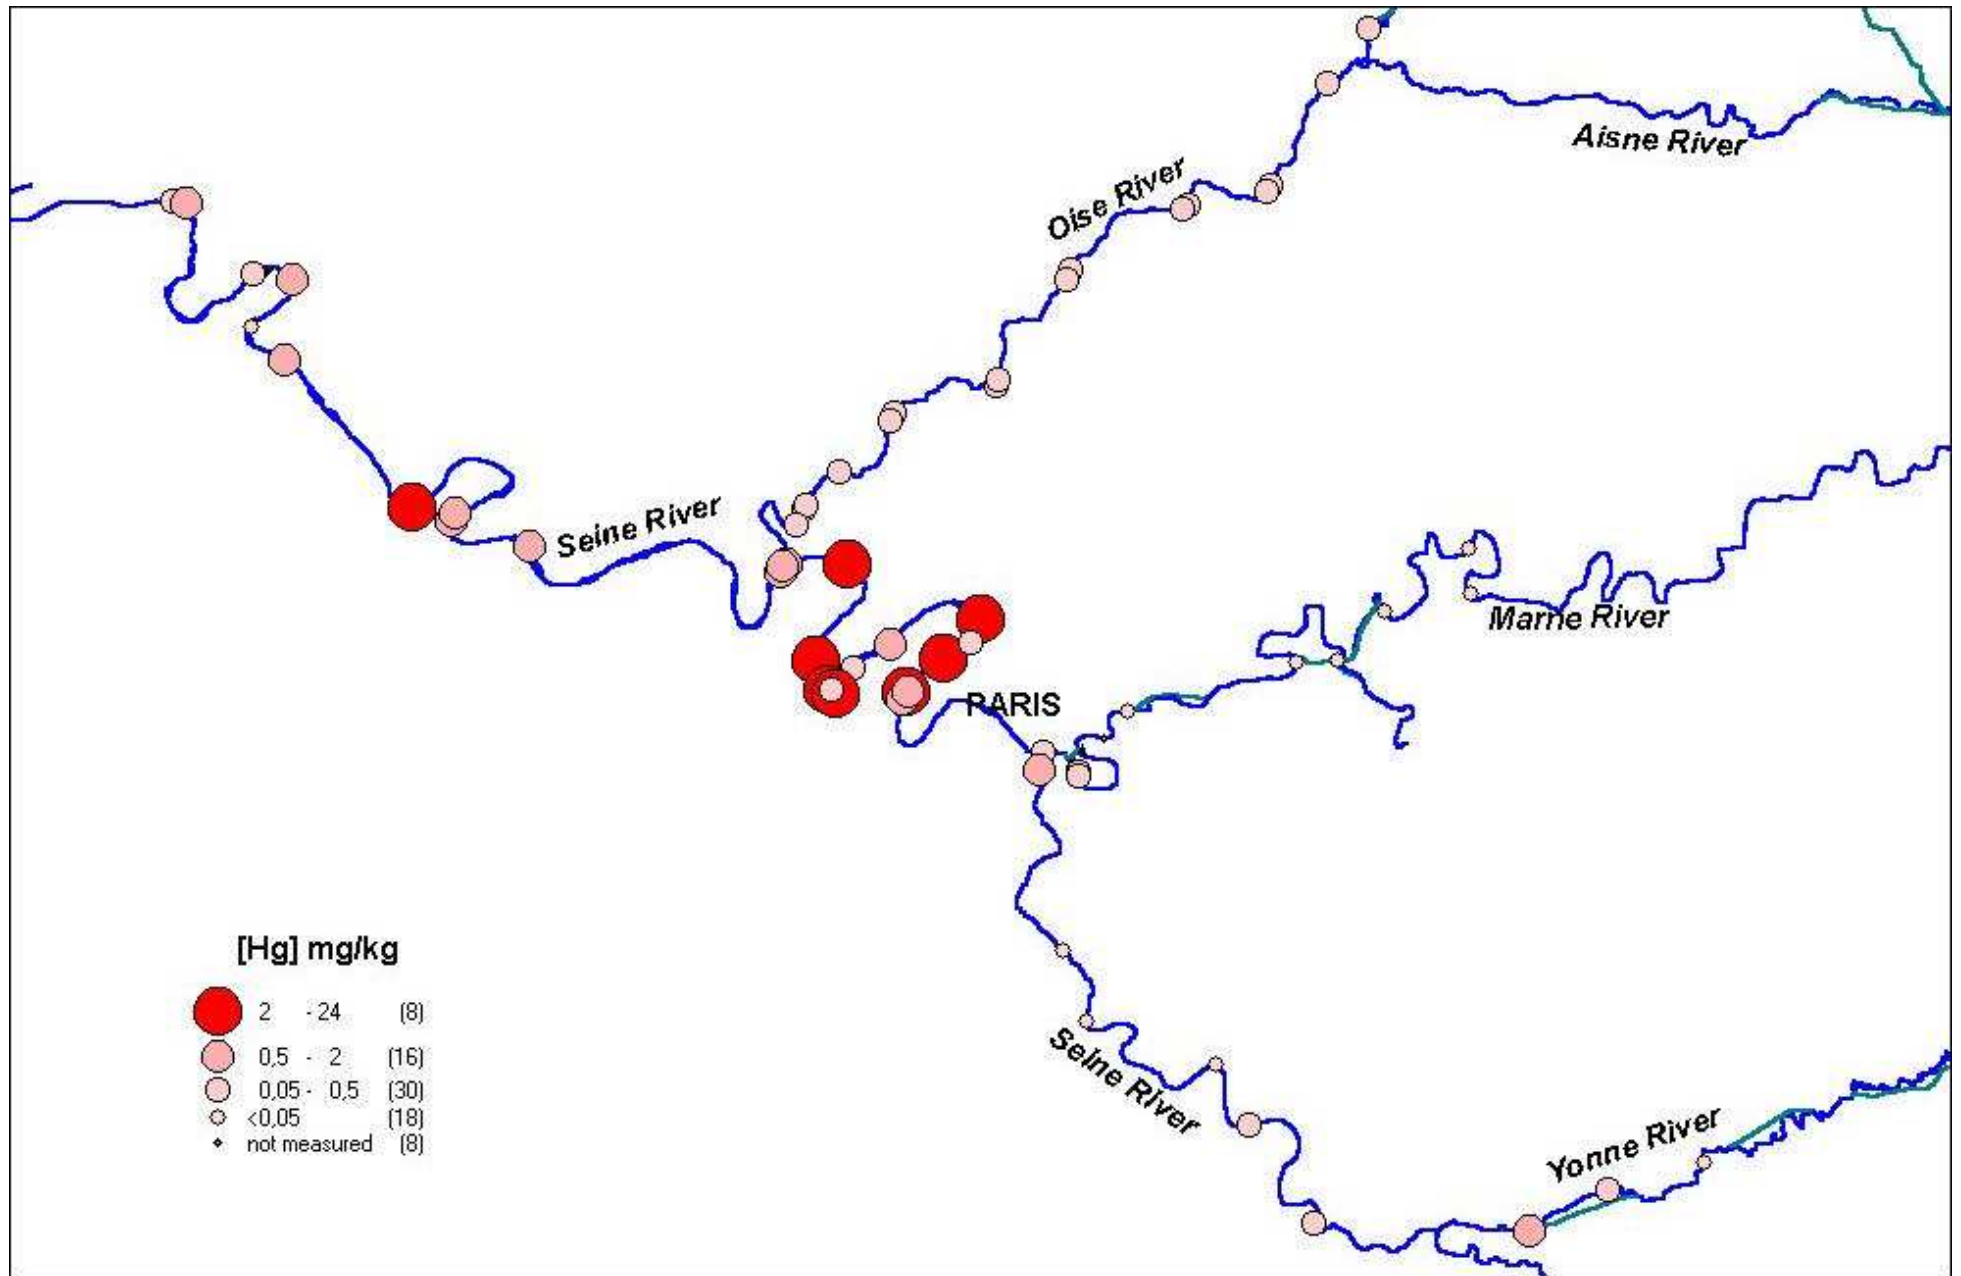 Aisne River
Oise River
Seine River
Marne River
PARIS
[Hg] mg/kg
2 - 24 (8)
0,5 - 2 (16)
0,05 - 0,5 (30)
<0,05 (18)
not measured (8)
Seine River
Yonne River